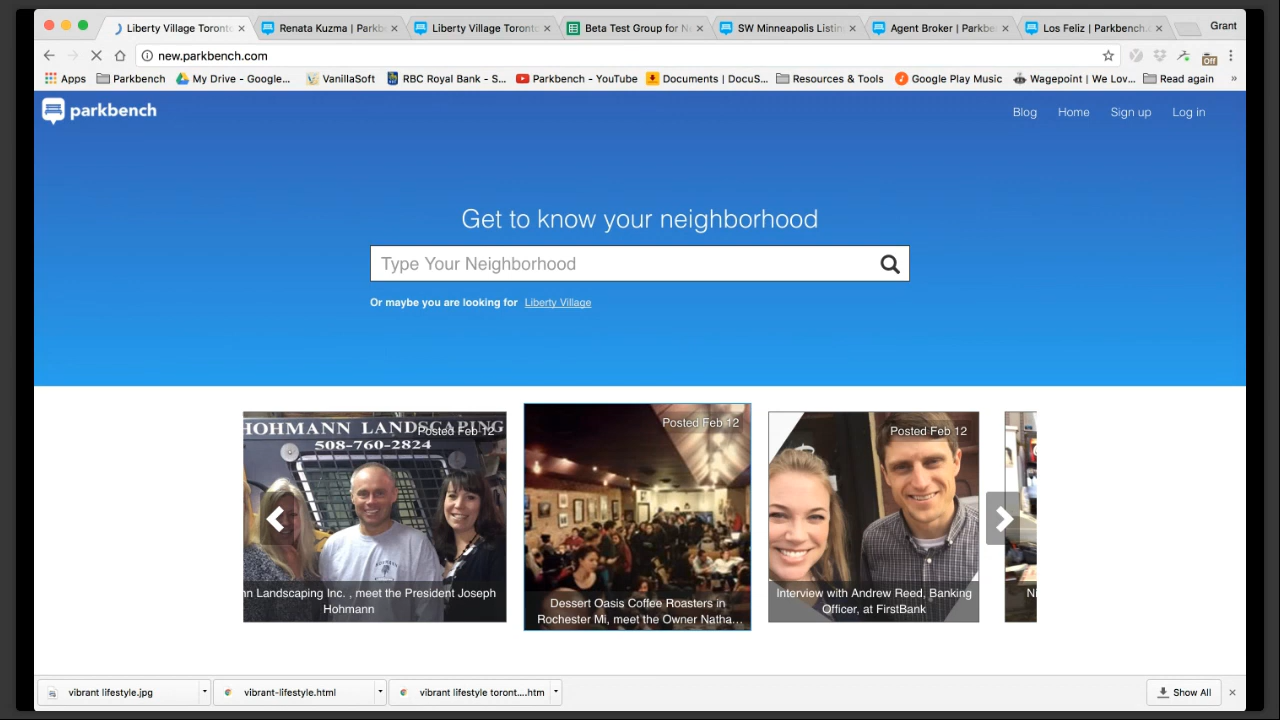 Liberty Village Toronto
Renata Kuzma | Parkb
Liberty Village Toronto
Beta Test Group for N
SW Minneapolis Listin
Agent Broker | Parkbe
Los Feliz | Parkbench.
Grant
new.parkbench.com
Off
Apps
Parkbench
My Drive - Google...
VanillaSoft
RBC Royal Bank - S...
Parkbench - YouTube
Documents | DocuS...
Resources & Tools
Google Play Music
Wagepoint | We Lov...
Read again
»
parkbench
Blog
Home
Sign up
Log in
Get to know your neighborhood
Type Your Neighborhood
Or maybe you are looking for Liberty Village
HOHMANN LANDSCAPING
508-760-2824
Posted Feb 12
nn Landscaping Inc. , meet the President Joseph
Hohmann
Posted Feb 12
Dessert Oasis Coffee Roasters in
Rochester Mi, meet the Owner Natha...
Posted Feb 12
Interview with Andrew Reed, Banking
Officer, at FirstBank
Ni
vibrant lifestyle.jpg
vibrant-lifestyle.html
vibrant lifestyle toront....htm
Show All